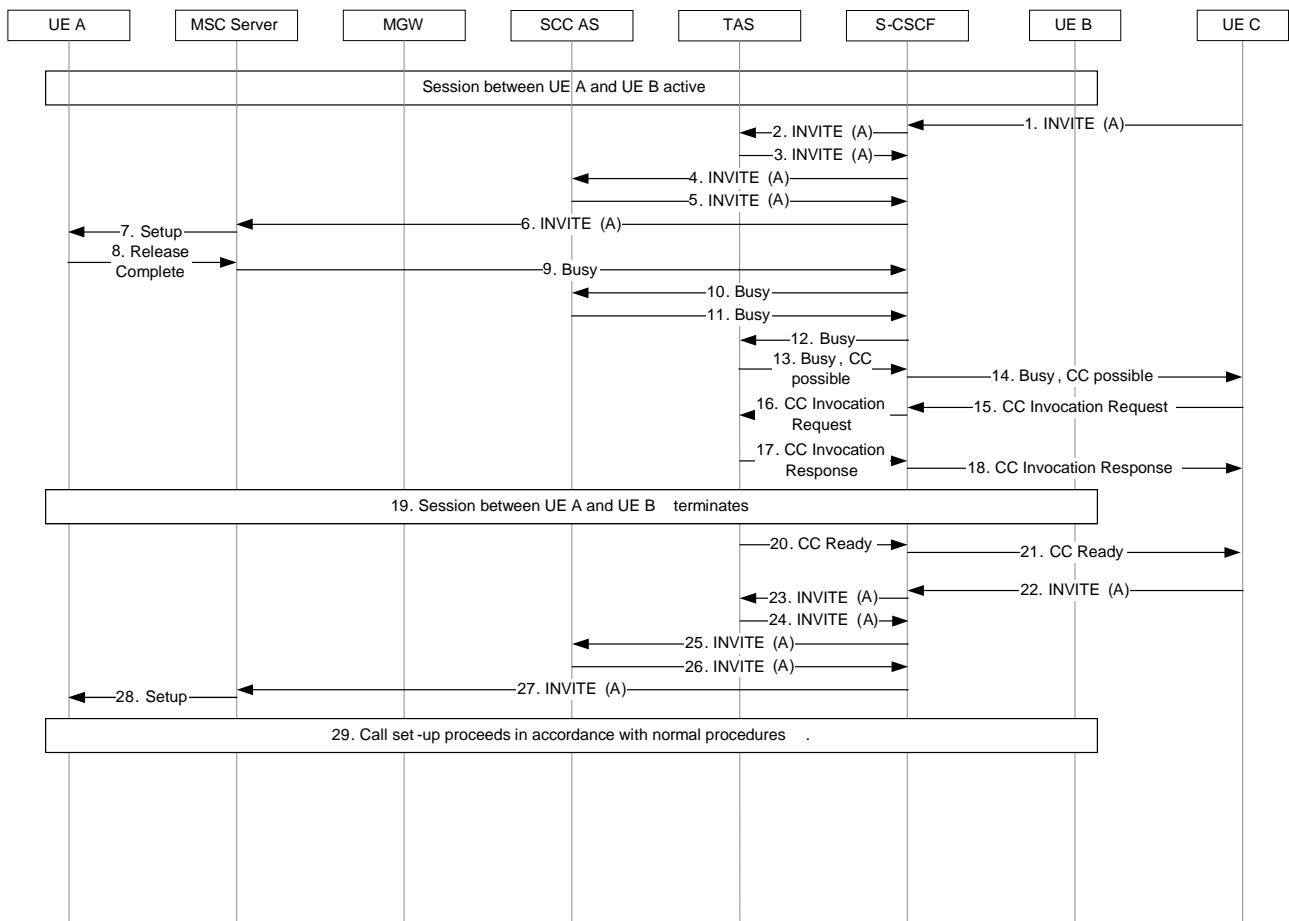 UE A
MSC Server
MGW
SCC AS
TAS
S-CSCF
UE B
UE C
Session between UE A and UE B active
1. INVITE (A)
2. INVITE (A)
3. INVITE (A)
4. INVITE (A)
5. INVITE (A)
6. INVITE (A)
7. Setup
8. Release
Complete
9. Busy
10. Busy
11. Busy
12. Busy
13. Busy, CC
possible
14. Busy, CC possible
15. CC Invocation Request
16. CC Invocation
Request
17. CC Invocation
Response
18. CC Invocation Response
19. Session between UE A and UE B terminates
20. CC Ready
21. CC Ready
22. INVITE (A)
23. INVITE (A)
24. INVITE (A)
25. INVITE (A)
26. INVITE (A)
27. INVITE (A)
28. Setup
29. Call set-up proceeds in accordance with normal procedures .